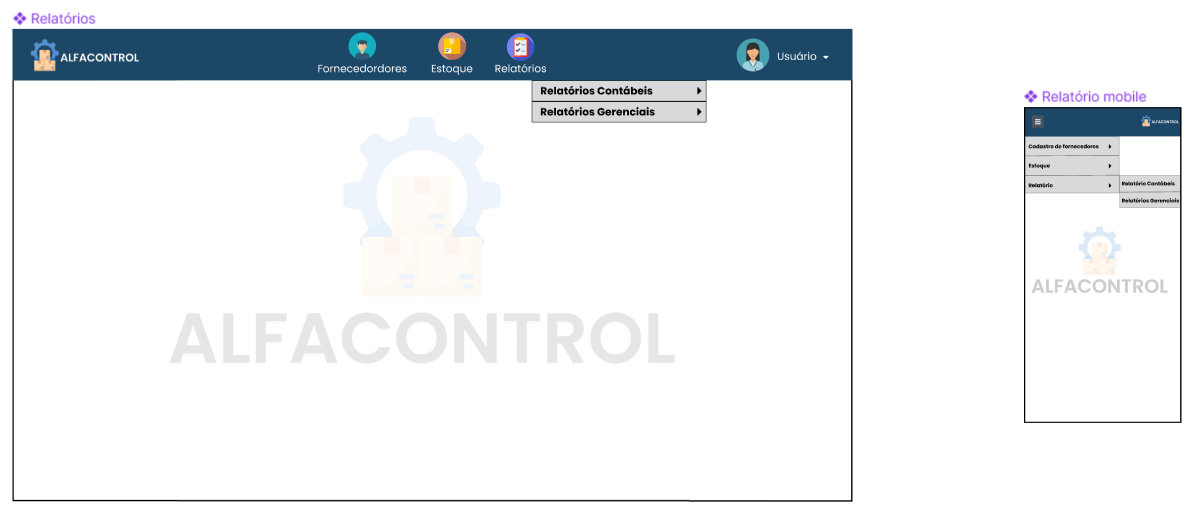 Relatórios
ALFACONTROL
Fornecedordores
Estoque
Relatórios
Usuário
Relatórios Contábeis
Relatórios Gerenciais
ALFACONTROL
Relatório mobile
ALFACONTROL
Cadastro de fornecedores
Estoque
Relatório
Relatório Contábeis
Relatórios Gerenciais
ALFACONTROL